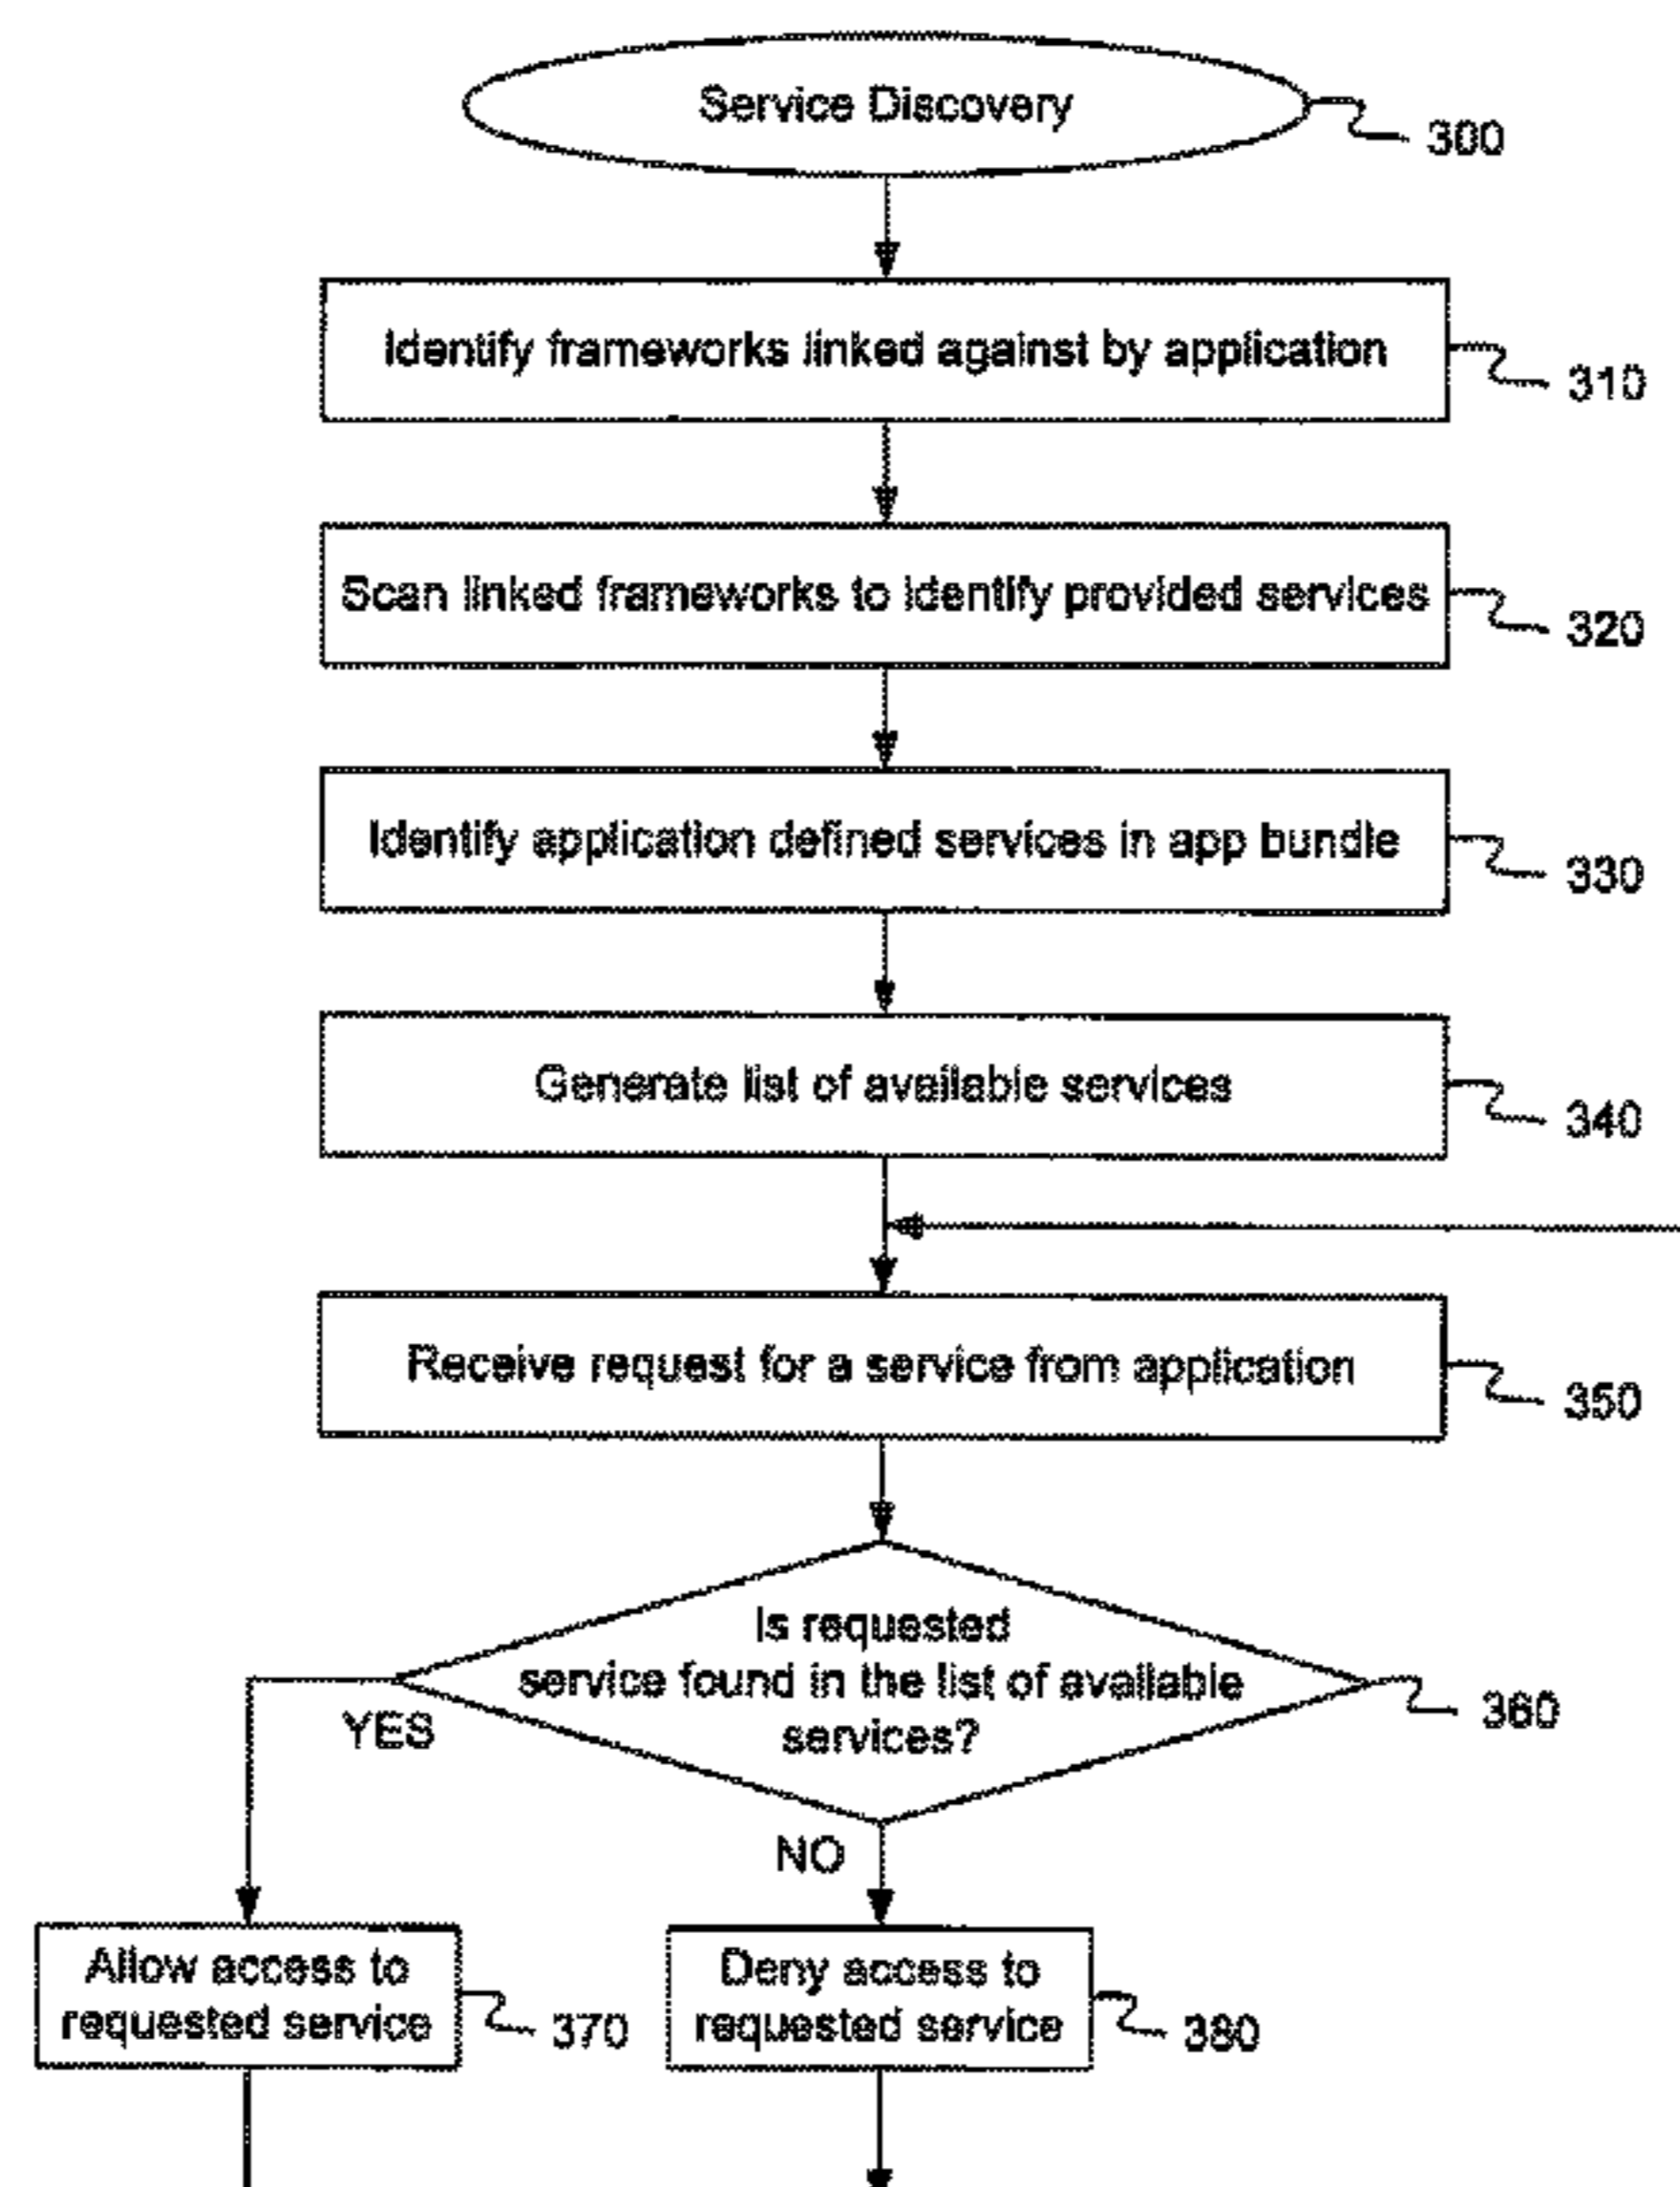 Service Discovery
300
Identify frameworks linked against by application
310
Scan linked frameworks to identify provided services
320
Identify application defined services in app bundle
330
Generate list of available services
340
Receive request for a service from application
350
Is requested
service found in the list of available
services?
360
YES
NO
Allow access to
requested service
370
Deny access to
requested service
380